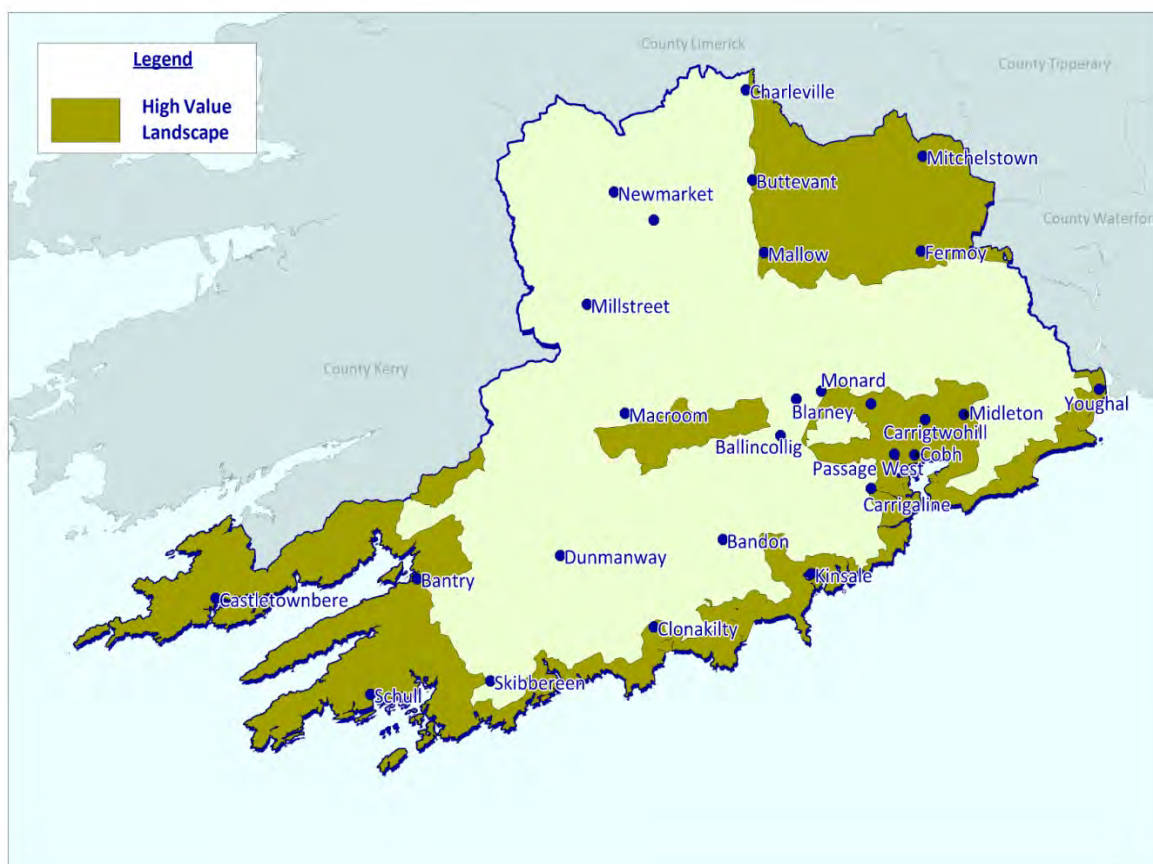 Legend
High Value
Landscape
County Limerick
County Tipperary
Charleville
Mitchelstown
Newmarket
Buttevant
County Waterfor
Mallow
Fermoy
Millstreet
County Kerry
Monard
Youghal
Macroom
Blarney
Midleton
Carrigtwohill
Ballincollig
Passage West
Cobh
Carrigaline
Bandon
Dunmanway
Kinsale
Bantry
Castletownbere
Clonakilty
Skibbereen
Schull